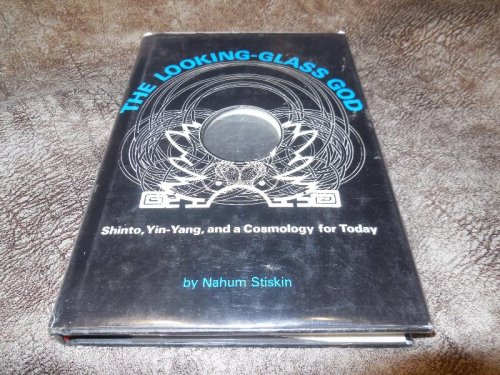 THE LOOKING-GLASS GOD
Shinto, Yin-Yang, and a Cosmology for Today
by Nahum Stiskin